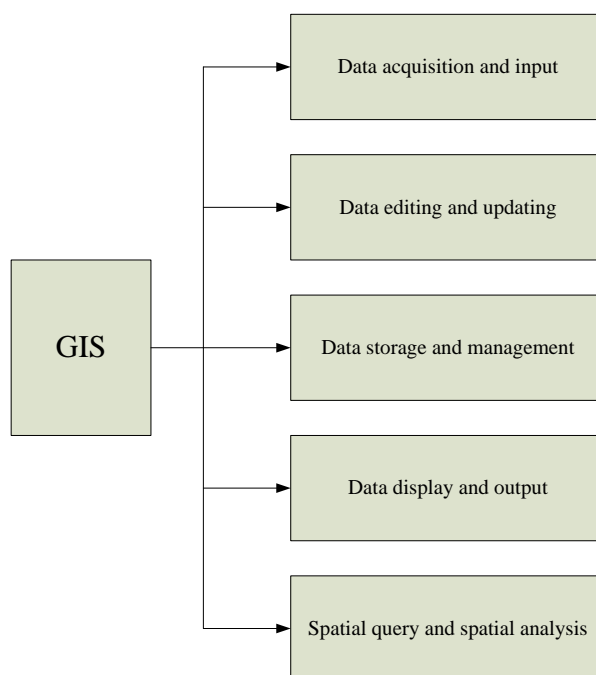 GIS
Data acquisition and input
Data editing and updating
Data storage and management
Data display and output
Spatial query and spatial analysis